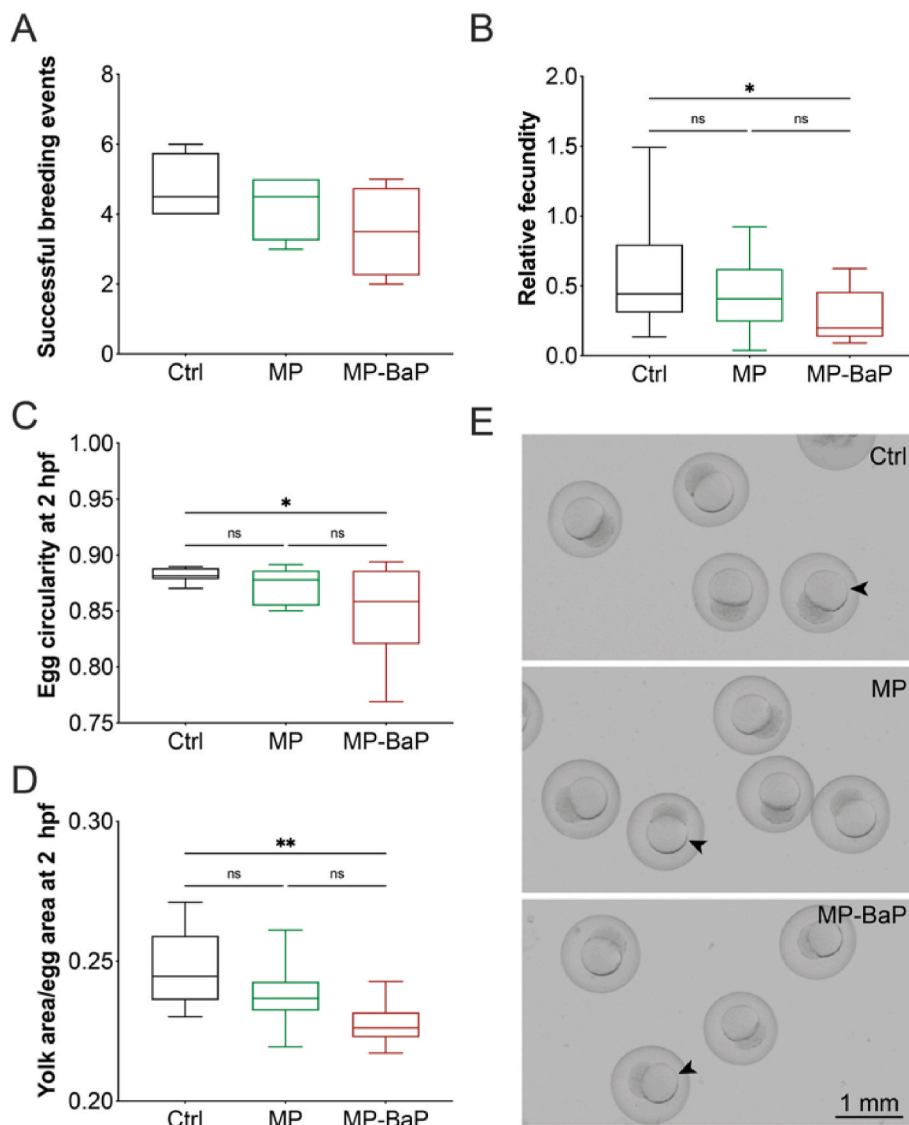 A
Successful breeding events
8
6
4
2
0
Ctrl MP MP-BaP
B
Relative fecundity
2.0
1.5
1.0
0.5
0.0
*
ns ns
Ctrl MP MP-BaP
C
Egg circularity at 2 hpf
1.00
0.95
0.90
0.85
0.80
0.75
*
ns ns
Ctrl MP MP-BaP
D
Yolk area/egg area at 2 hpf
0.30
0.25
0.20
**
ns ns
Ctrl MP MP-BaP
E
Ctrl
MP
MP-BaP
1 mm